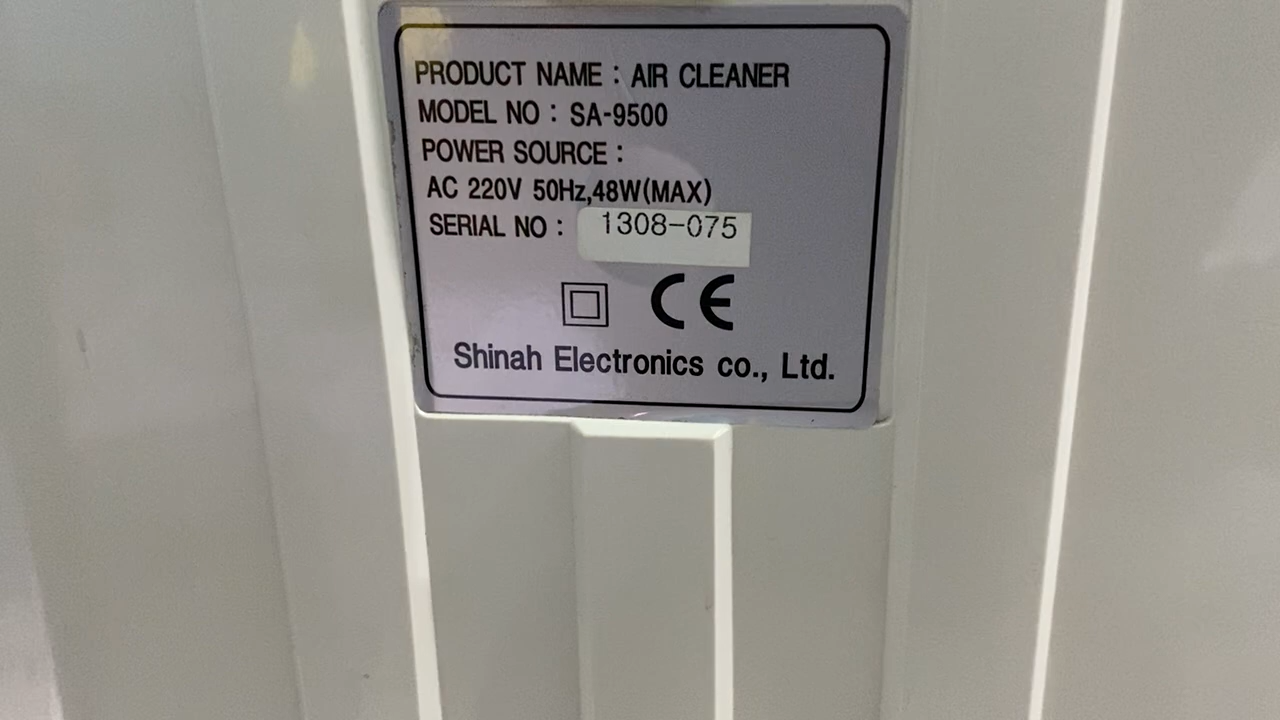 PRODUCT NAME : AIR CLEANER
MODEL NO : SA-9500
POWER SOURCE :
AC 220V 50Hz,48W(MAX)
SERIAL NO : 1308-075
CE
Shinah Electronics co., Ltd.